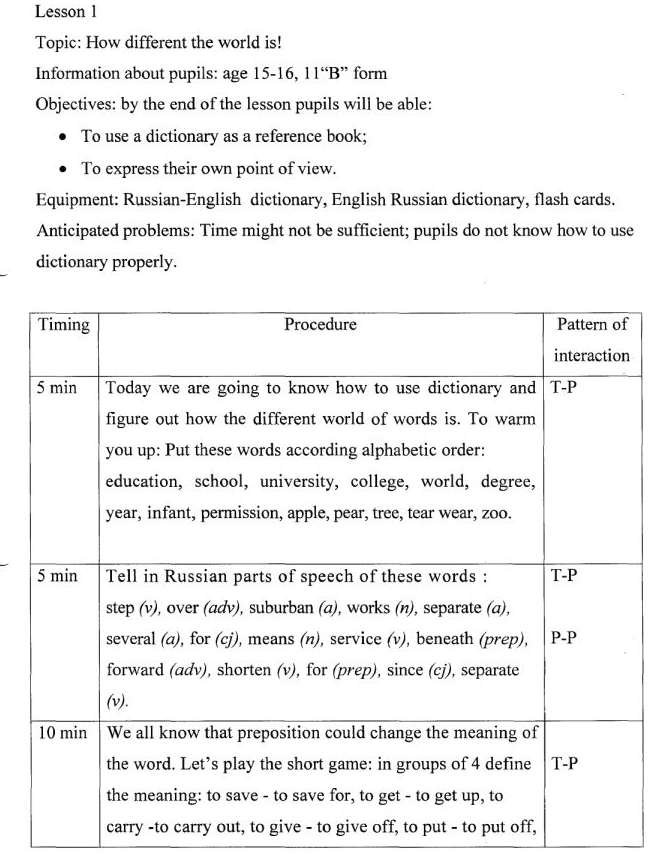 Lesson 1
Topic: How different the world is!
Information about pupils: age 15-16, 11“B” form
Objectives: by the end of the lesson pupils will be able:
• To use a dictionary as a reference book;
• To express their own point of view.
Equipment: Russian-English dictionary, English Russian dictionary, flash cards.
Anticipated problems: Time might not be sufficient; pupils do not know how to use
dictionary properly.
Timing Procedure Pattern of
interaction
5 min Today we are going to know how to use dictionary and T-P
figure out how the different world of words is. To warm
you up: Put these words according alphabetic order:
education, school, university, college, world, degree,
year, infant, permission, apple, pear, tree, tear wear, zoo.
5 min Tell in Russian parts of speech of these words : T-P
step (v), over (adv), suburban (a), works (n), separate (a),
several (a), for (cj), means (n), service (v), beneath (prep), P-P
forward (adv), shorten (v), for (prep), since (cj), separate
(v).
10 min We all know that preposition could change the meaning of
the word. Let’s play the short game: in groups of 4 define T-P
the meaning: to save - to save for, to get - to get up, to
carry -to carry out, to give - to give off, to put - to put off,